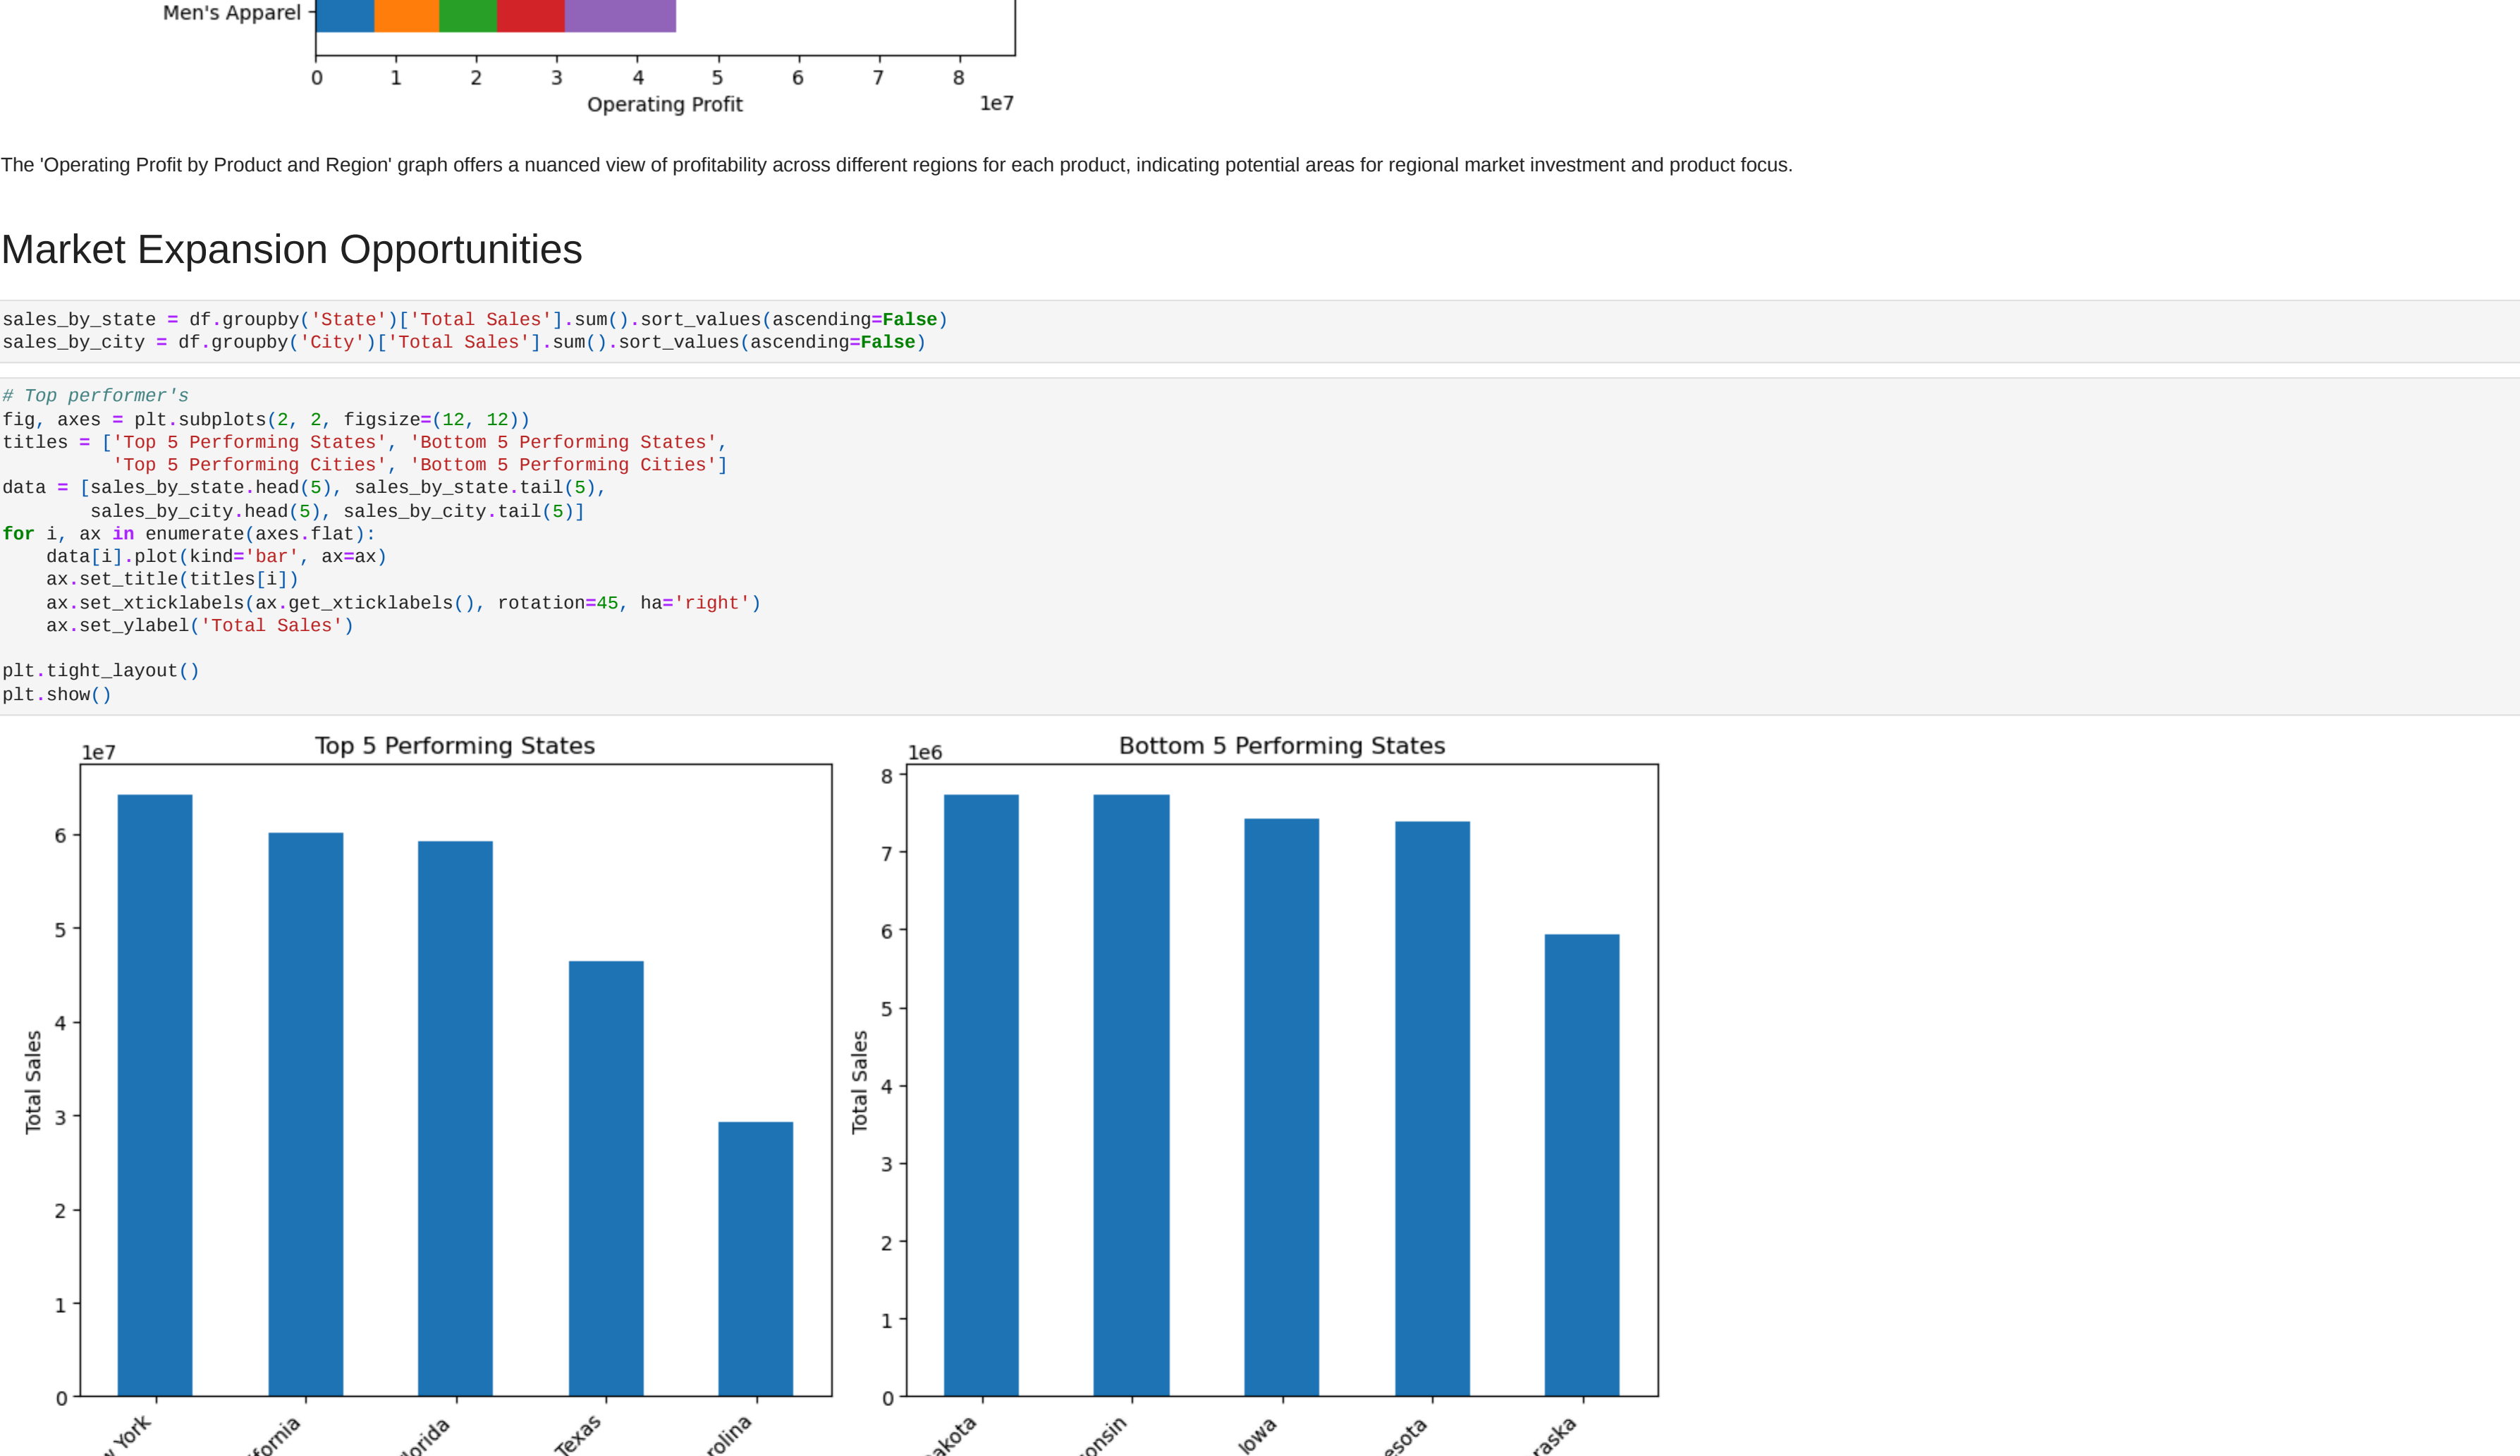 Men's Apparel
0 1 2 3 4 5 6 7 8
Operating Profit 1e7
The 'Operating Profit by Product and Region' graph offers a nuanced view of profitability across different regions for each product, indicating potential areas for regional market investment and product focus.
Market Expansion Opportunities
sales_by_state = df.groupby('State')['Total Sales'].sum().sort_values(ascending=False)
sales_by_city = df.groupby('City')['Total Sales'].sum().sort_values(ascending=False)
# Top performer's
fig, axes = plt.subplots(2, 2, figsize=(12, 12))
titles = ['Top 5 Performing States', 'Bottom 5 Performing States',
          'Top 5 Performing Cities', 'Bottom 5 Performing Cities']
data = [sales_by_state.head(5), sales_by_state.tail(5),
        sales_by_city.head(5), sales_by_city.tail(5)]
for i, ax in enumerate(axes.flat):
    data[i].plot(kind='bar', ax=ax)
    ax.set_title(titles[i])
    ax.set_xticklabels(ax.get_xticklabels(), rotation=45, ha='right')
    ax.set_ylabel('Total Sales')
plt.tight_layout()
plt.show()
Top 5 Performing States
1e7
6
5
4
3
2
1
0
Total Sales
York
Texas
Bottom 5 Performing States
1e6
8
7
6
5
4
3
2
1
0
Total Sales
Iowa